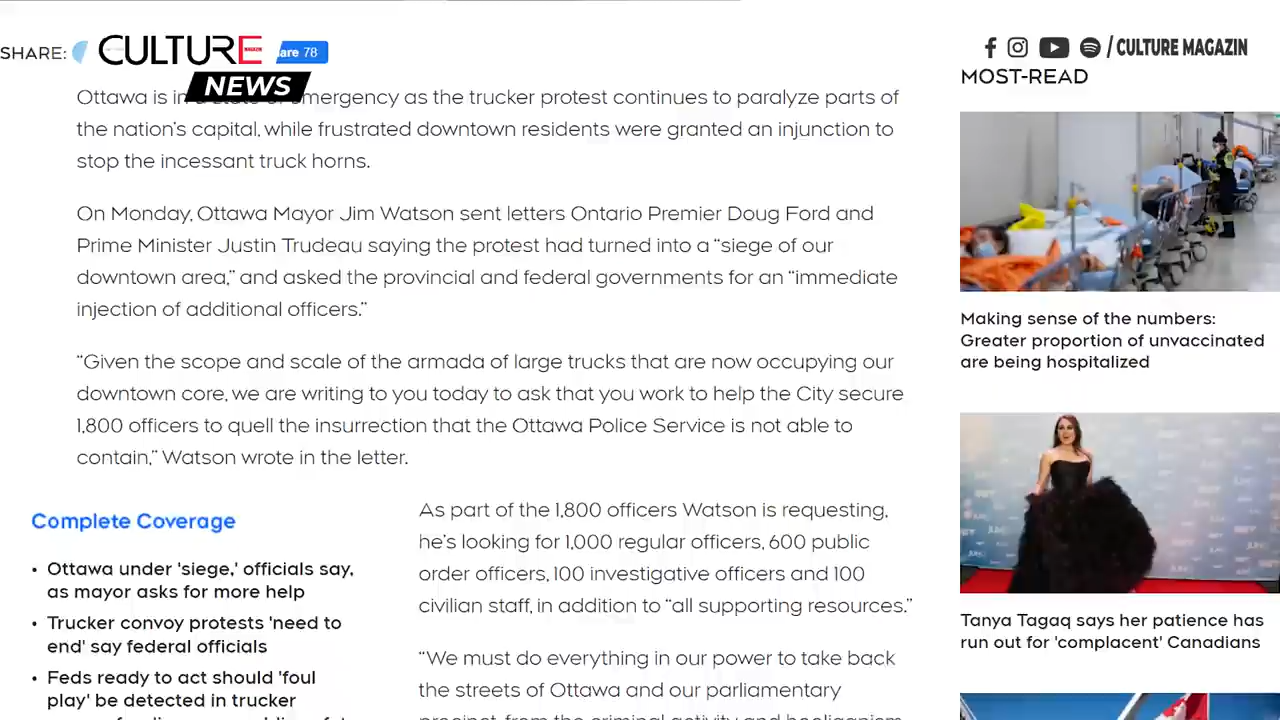 SHARE:
CULTURE
NEWS
are 78
/ CULTURE MAGAZIN
MOST-READ
Ottawa is in a state of emergency as the trucker protest continues to paralyze parts of
the nation's capital, while frustrated downtown residents were granted an injunction to
stop the incessant truck horns.
On Monday, Ottawa Mayor Jim Watson sent letters Ontario Premier Doug Ford and
Prime Minister Justin Trudeau saying the protest had turned into a “siege of our
downtown area,” and asked the provincial and federal governments for an “immediate
injection of additional officers.”
“Given the scope and scale of the armada of large trucks that are now occupying our
downtown core, we are writing to you today to ask that you work to help the City secure
1,800 officers to quell the insurrection that the Ottawa Police Service is not able to
contain,” Watson wrote in the letter.
Complete Coverage
• Ottawa under 'siege,' officials say,
as mayor asks for more help
• Trucker convoy protests 'need to
end' say federal officials
• Feds ready to act should 'foul
play' be detected in trucker
As part of the 1,800 officers Watson is requesting,
he's looking for 1,000 regular officers, 600 public
order officers, 100 investigative officers and 100
civilian staff, in addition to “all supporting resources.”
“We must do everything in our power to take back
the streets of Ottawa and our parliamentary
precinct, from the criminal activity and hooliganism
Making sense of the numbers:
Greater proportion of unvaccinated
are being hospitalized
Tanya Tagaq says her patience has
run out for 'complacent' Canadians